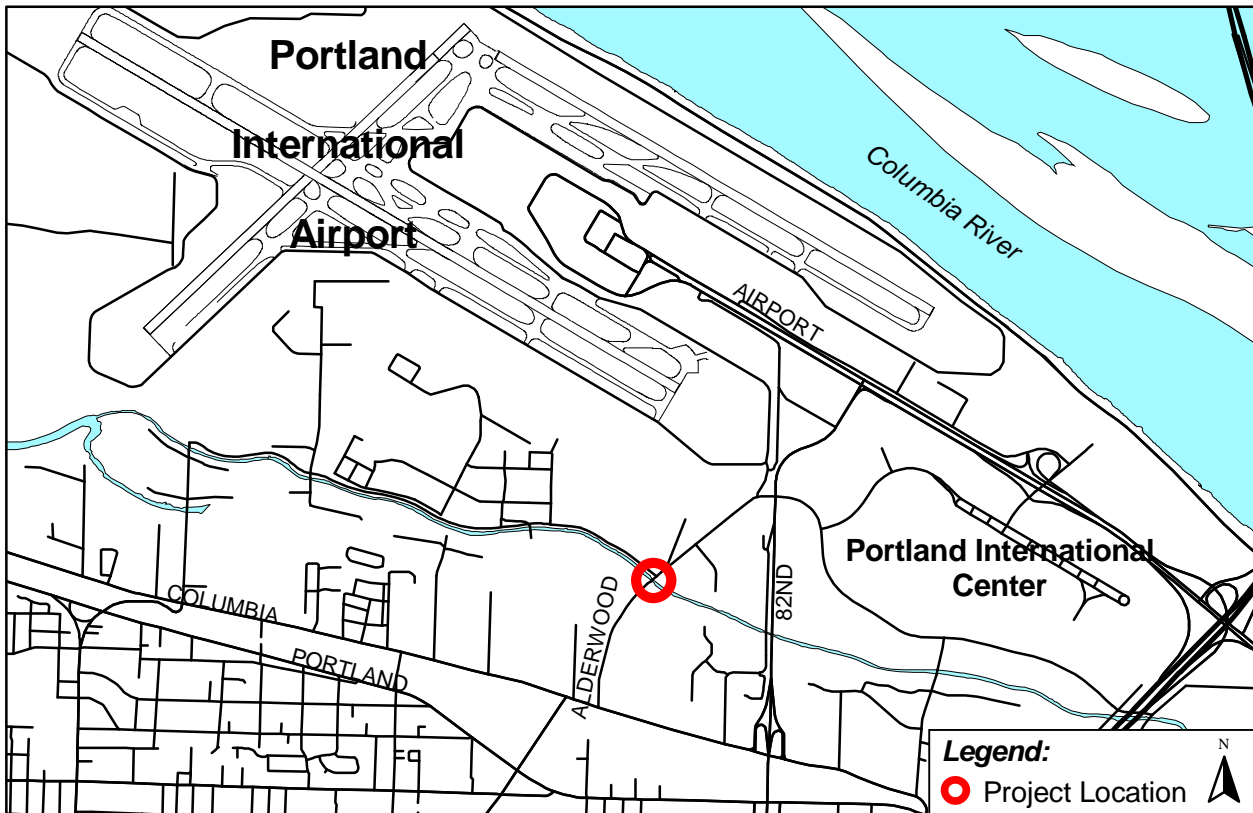 Portland
International
Airport
Columbia River
AIRPORT
Portland International
Center
82ND
ALDERWOOD
COLUMBIA
PORTLAND
Legend:
Project Location
N